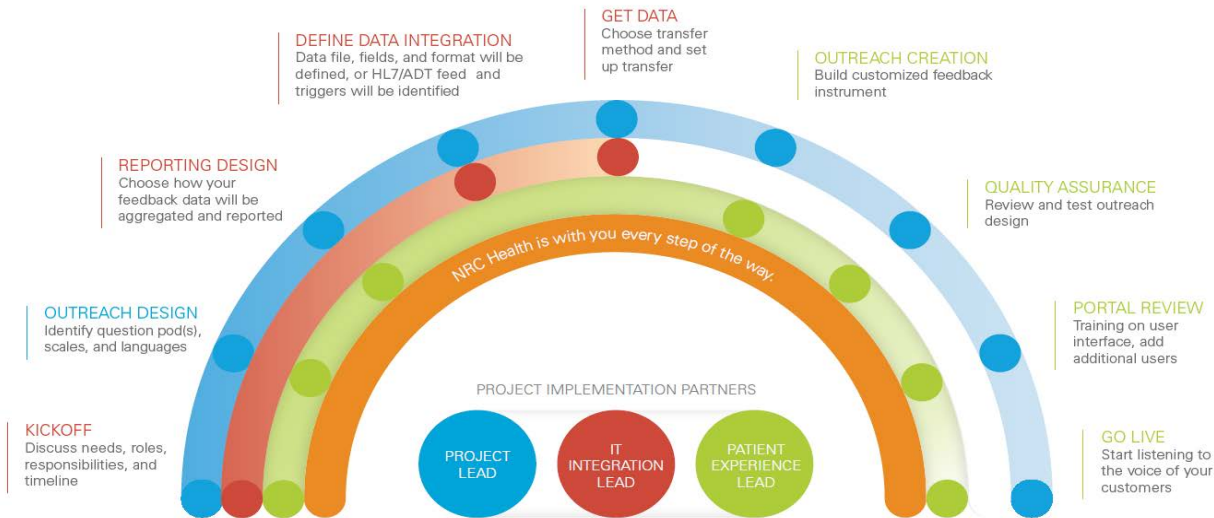 KICKOFF
Discuss needs, roles,
responsibilities, and
timeline
OUTREACH DESIGN
Identify question pod(s),
scales, and languages
REPORTING DESIGN
Choose how your
feedback data will be
aggregated and reported
DEFINE DATA INTEGRATION
Data file, fields, and format will be
defined, or HL7/ADT feed and
triggers will be identified
GET DATA
Choose transfer
method and set
up transfer
OUTREACH CREATION
Build customized feedback
instrument
QUALITY ASSURANCE
Review and test outreach
design
PORTAL REVIEW
Training on user
interface, add
additional users
GO LIVE
Start listening to
the voice of your
customers
NRC Health is with you every step of the way.
PROJECT IMPLEMENTATION PARTNERS
PROJECT
LEAD
IT
INTEGRATION
LEAD
PATIENT
EXPERIENCE
LEAD